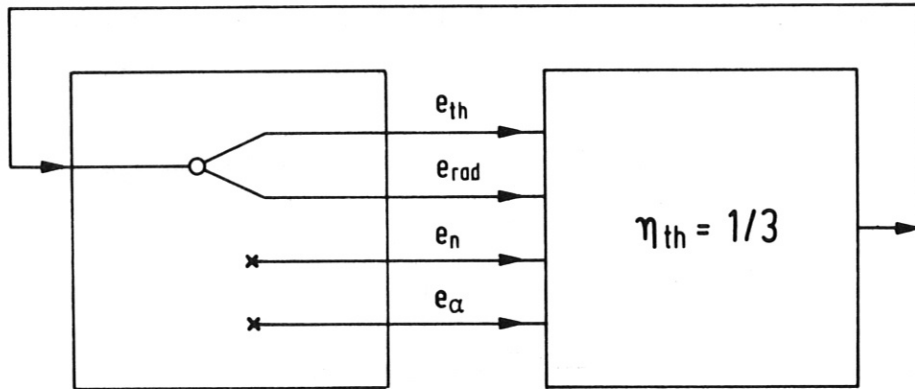 e_th
e_rad
η_th = 1/3
e_n
e_α